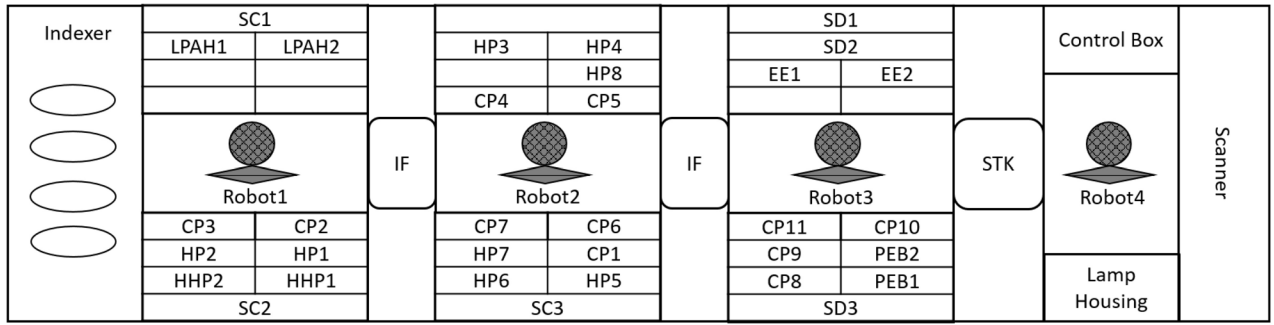 Indexer
SC1
LPAH1 LPAH2
CP3 CP2
HP2 HP1
HHP2 HHP1
SC2
Robot1
IF
HP3 HP4
HP8
CP4 CP5
Robot2
CP7 CP6
HP7 CP1
HP6 HP5
SC3
IF
SD1
SD2
EE1 EE2
Robot3
CP11 CP10
CP9 PEB2
CP8 PEB1
SD3
STK
Control Box
Robot4
Lamp
Housing
Scanner